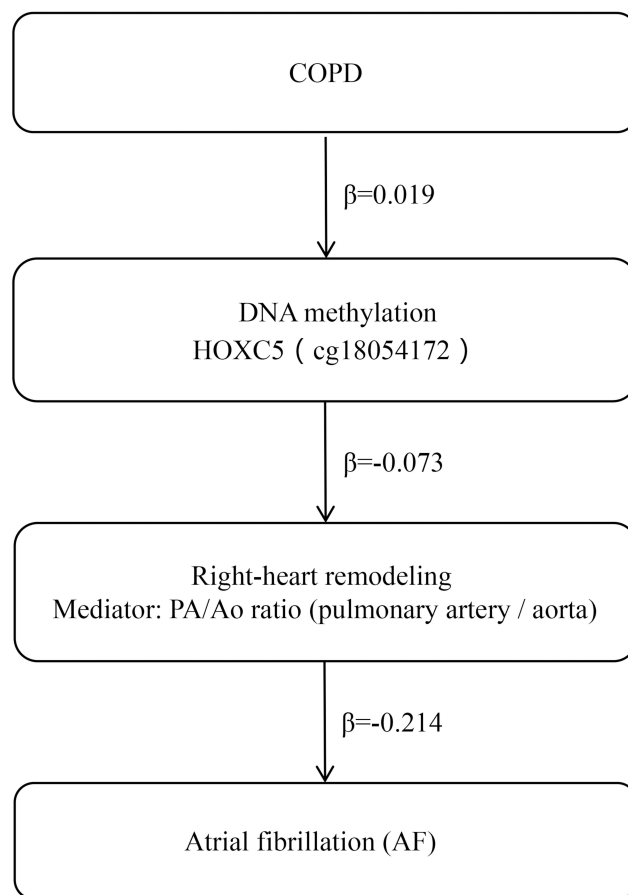 COPD
β=0.019
DNA methylation
HOXC5（cg18054172）
β=-0.073
Right-heart remodeling
Mediator: PA/Ao ratio (pulmonary artery / aorta)
β=-0.214
Atrial fibrillation (AF)